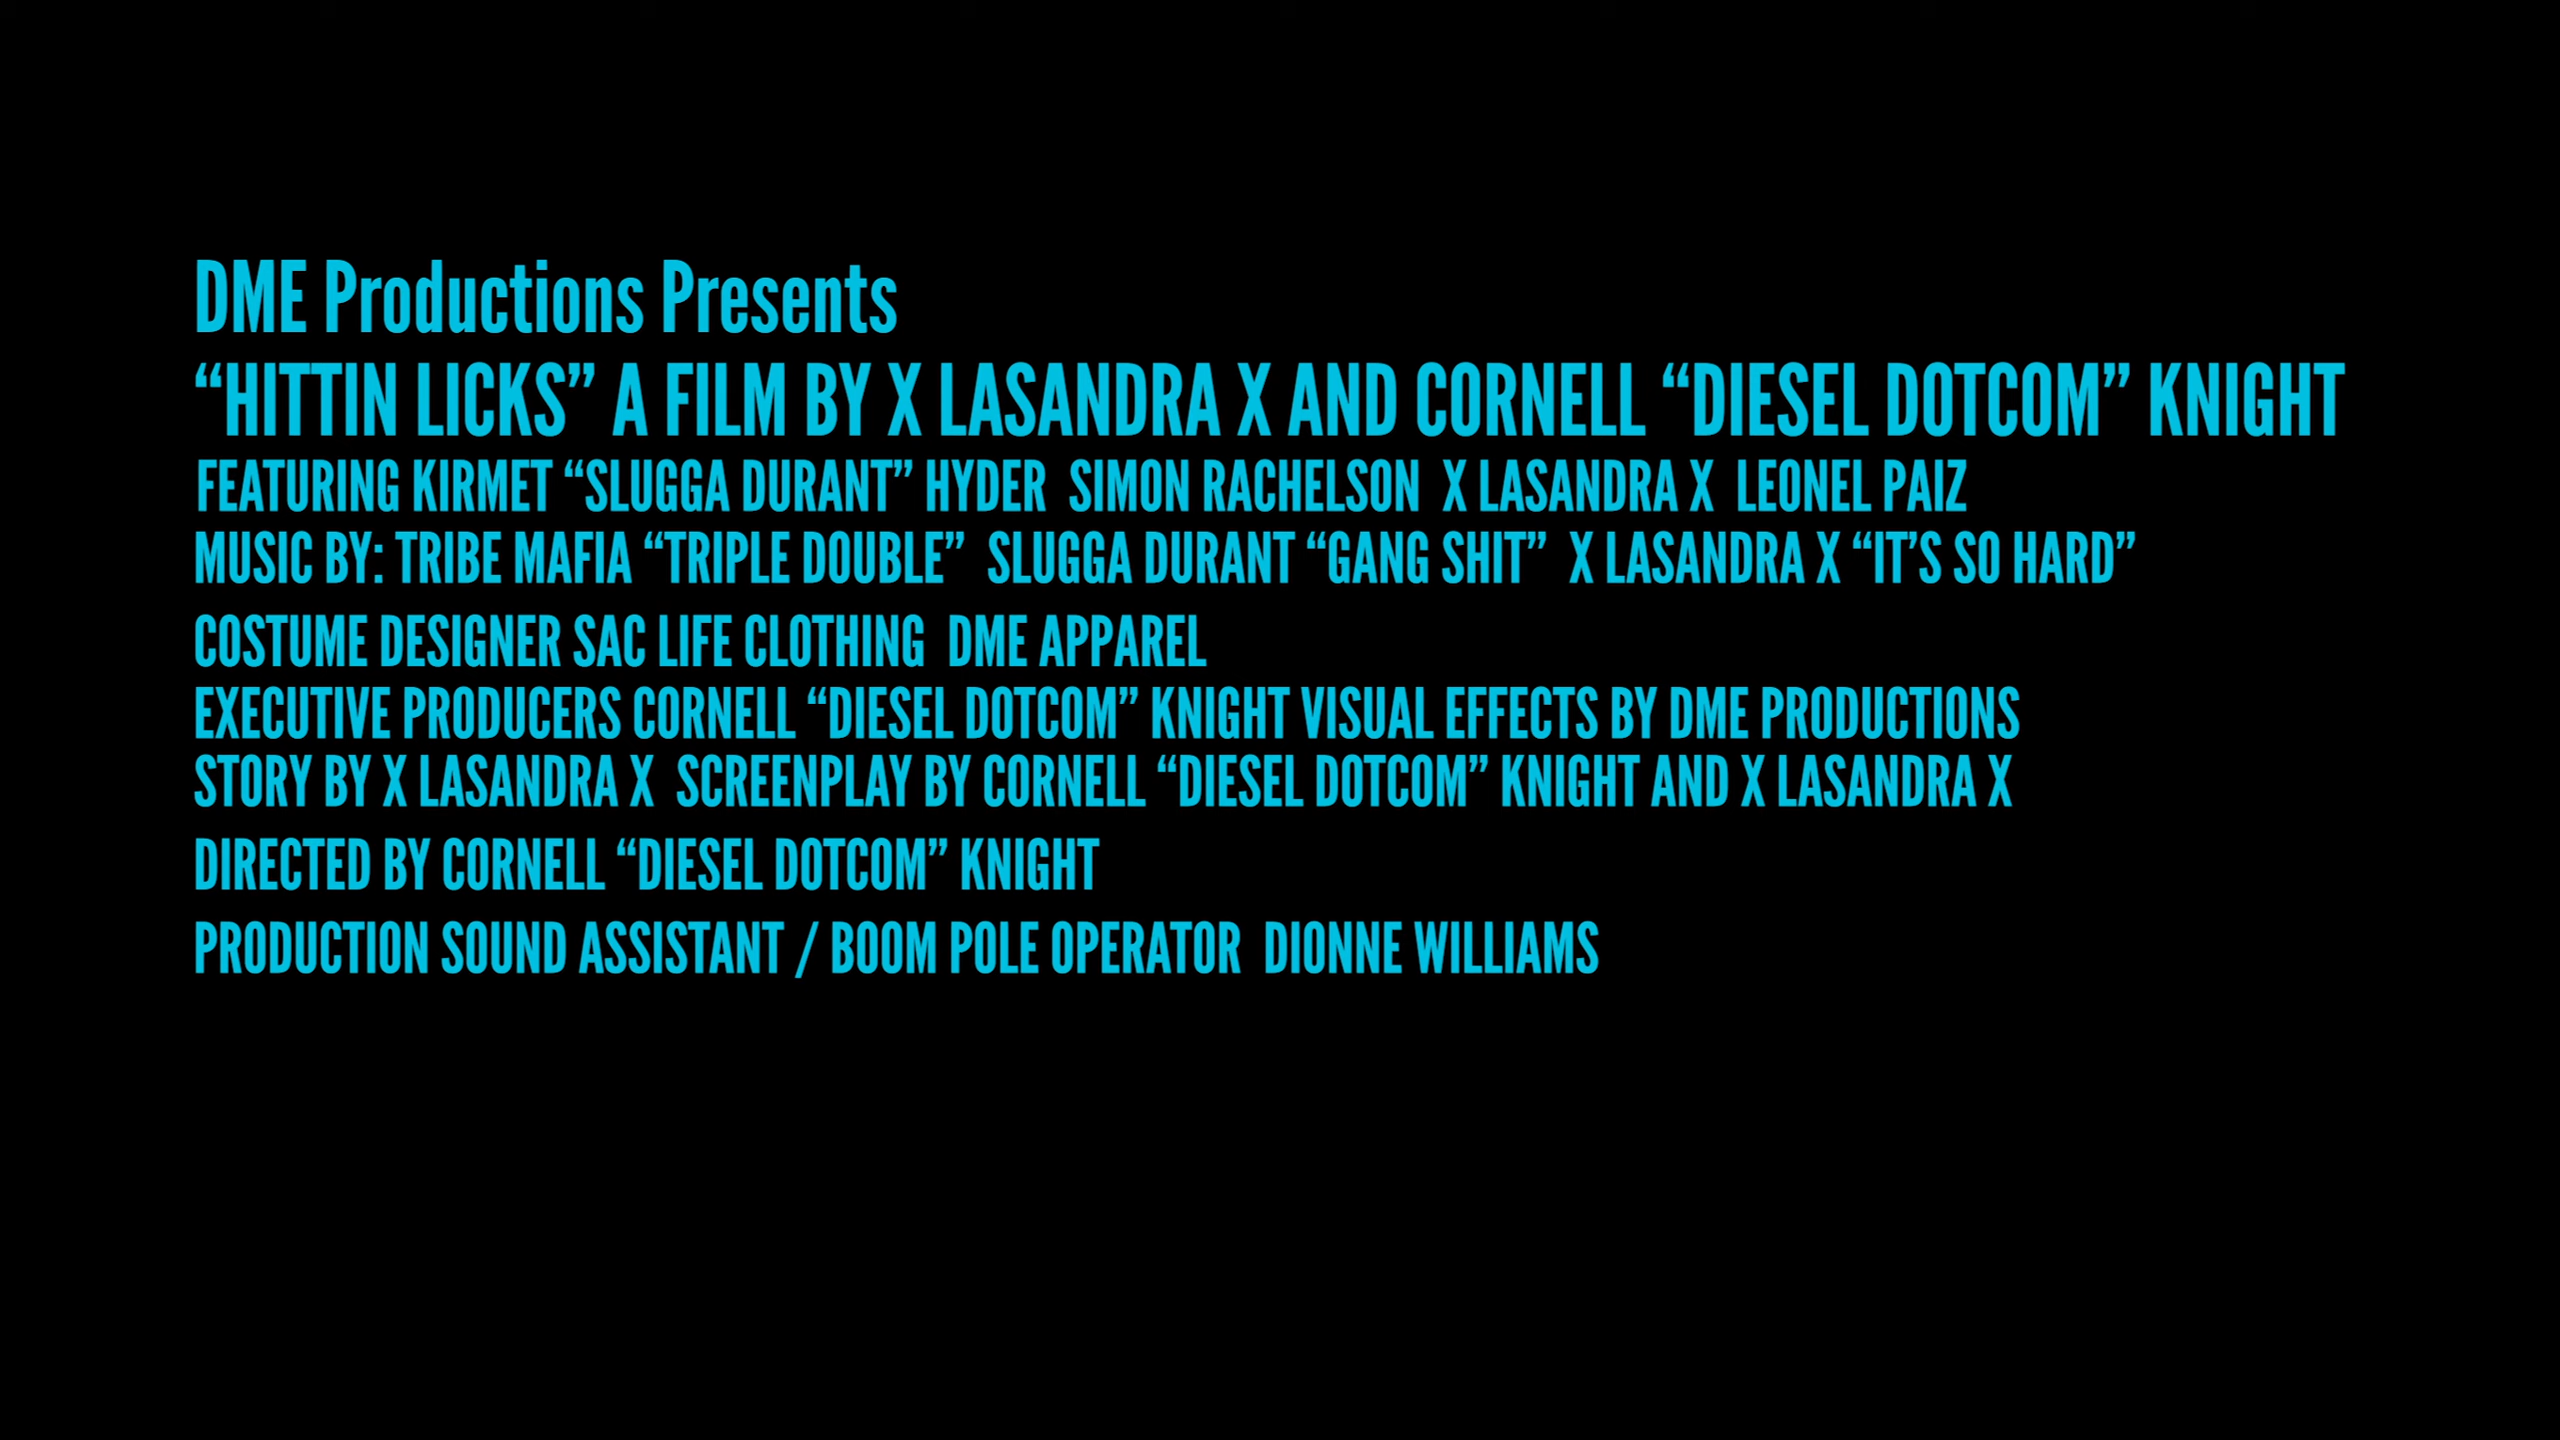 DME Productions Presents
“HITTIN LICKS” A FILM BY X LASANDRA X AND CORNELL “DIESEL DOTCOM” KNIGHT
FEATURING KIRMET “SLUGGA DURANT” HYDER  SIMON RACHELSON  X LASANDRA X  LEONEL PAIZ
MUSIC BY: TRIBE MAFIA “TRIPLE DOUBLE”  SLUGGA DURANT “GANG SHIT”  X LASANDRA X “IT’S SO HARD”
COSTUME DESIGNER SAC LIFE CLOTHING  DME APPAREL
EXECUTIVE PRODUCERS CORNELL “DIESEL DOTCOM” KNIGHT VISUAL EFFECTS BY DME PRODUCTIONS
STORY BY X LASANDRA X  SCREENPLAY BY CORNELL “DIESEL DOTCOM” KNIGHT AND X LASANDRA X
DIRECTED BY CORNELL “DIESEL DOTCOM” KNIGHT
PRODUCTION SOUND ASSISTANT / BOOM POLE OPERATOR  DIONNE WILLIAMS